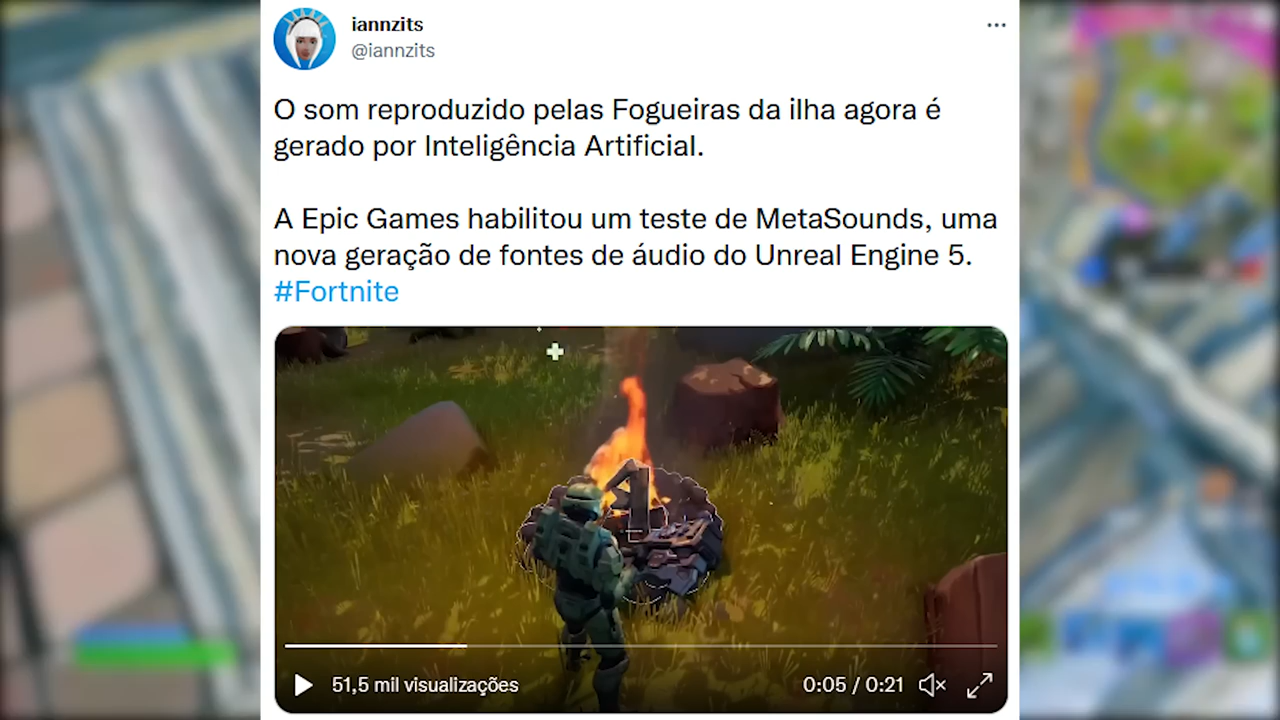 iannzits
@iannzits
O som reproduzido pelas Fogueiras da ilha agora é
gerado por Inteligência Artificial.
A Epic Games habilitou um teste de MetaSounds, uma
nova geração de fontes de áudio do Unreal Engine 5.
#Fortnite
51,5 mil visualizações
0:05 / 0:21